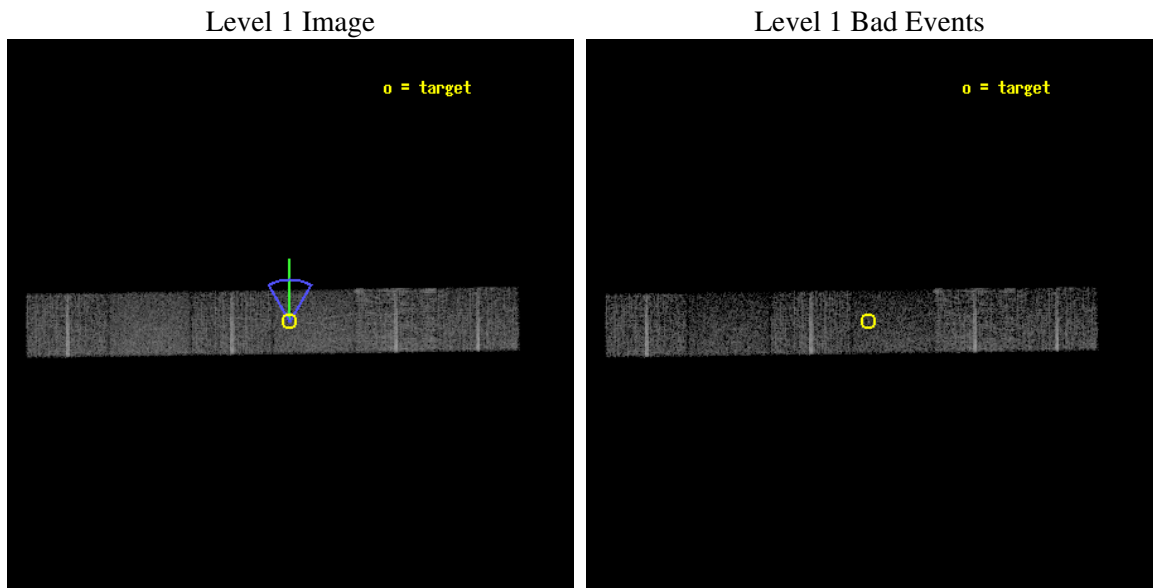 Level 1 Image
o = target
Level 1 Bad Events
o = target